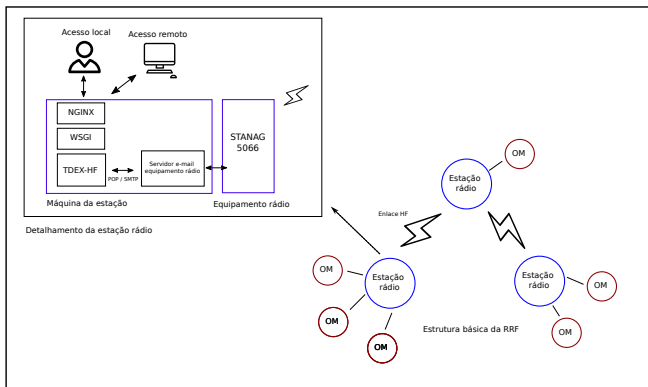 Acesso local
Acesso remoto
NGINX
WSGI
TDEX-HF
POP / SMTP
Servidor e-mail
equipamento rádio
STANAG
5066
Máquina da estação
Equipamento rádio
Detalhamento da estação rádio
OM
Estação
rádio
Enlace HF
Estação
rádio
OM
OM
OM
Estação
rádio
OM
OM
Estrutura básica da RRF